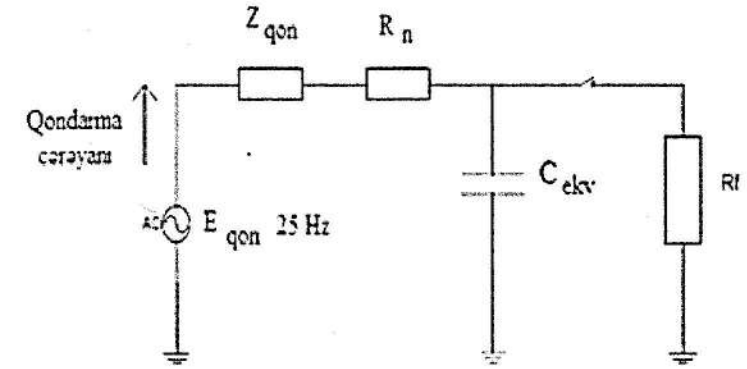 Z qon
R n
Qondarma
cərəyanı
C ekv
Rf
AC
E qon 25 Hz